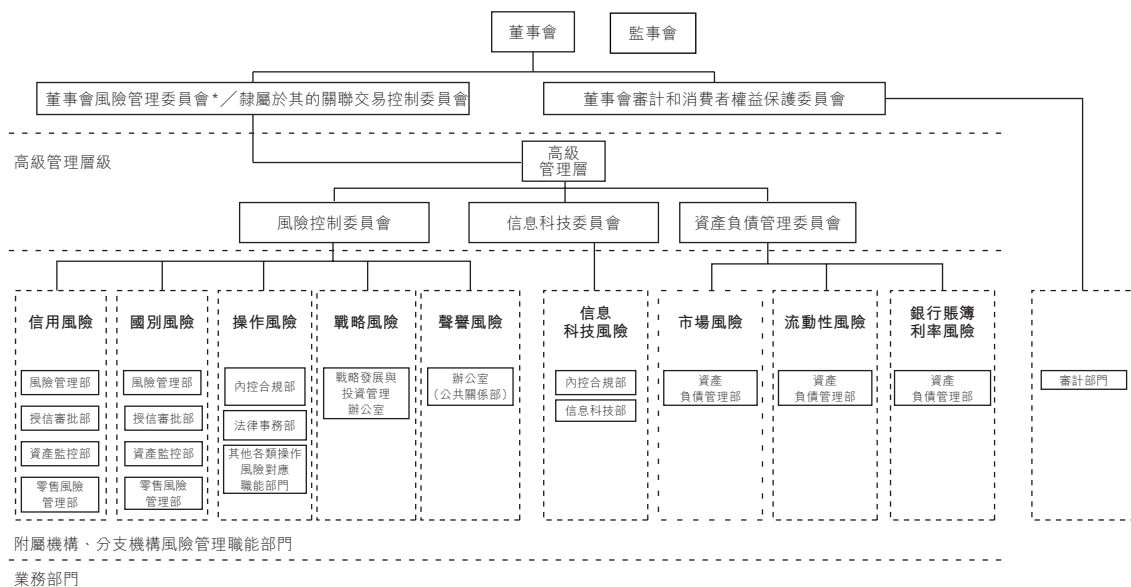 董事會
監事會
董事會風險管理委員會*／隸屬於其的關聯交易控制委員會
董事會審計和消費者權益保護委員會
高級管理層級
高級
管理層
風險控制委員會
信息科技委員會
資產負債管理委員會
信用風險
風險管理部
授信審批部
資產監控部
零售風險
管理部
國別風險
風險管理部
授信審批部
資產監控部
零售風險
管理部
操作風險
內控合規部
法律事務部
其他各類操作
風險對應
職能部門
戰略風險
戰略發展與
投資管理
辦公室
聲譽風險
辦公室
（公共關係部）
信息
科技風險
內控合規部
信息科技部
市場風險
資產
負債管理部
流動性風險
資產
負債管理部
銀行賬簿
利率風險
資產
負債管理部
審計部門
附屬機構、分支機構風險管理職能部門
業務部門